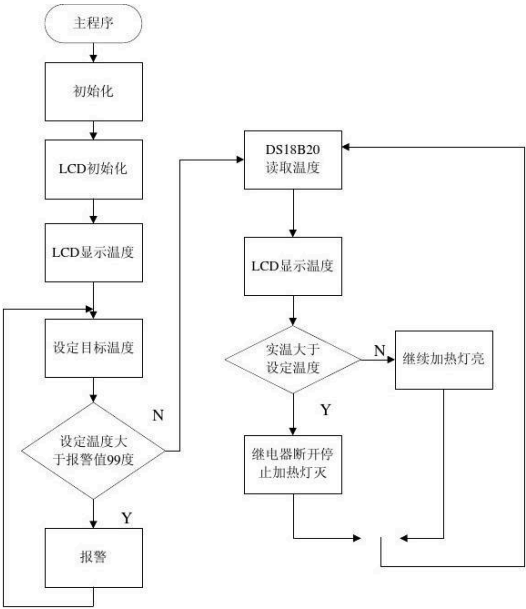 主程序
初始化
LCD初始化
LCD显示温度
设定目标温度
设定温度大
于报警值99度
N
Y
报警
DS18B20
读取温度
LCD显示温度
实温大于
设定温度
N
继续加热灯亮
Y
继电器断开停
止加热灯灭